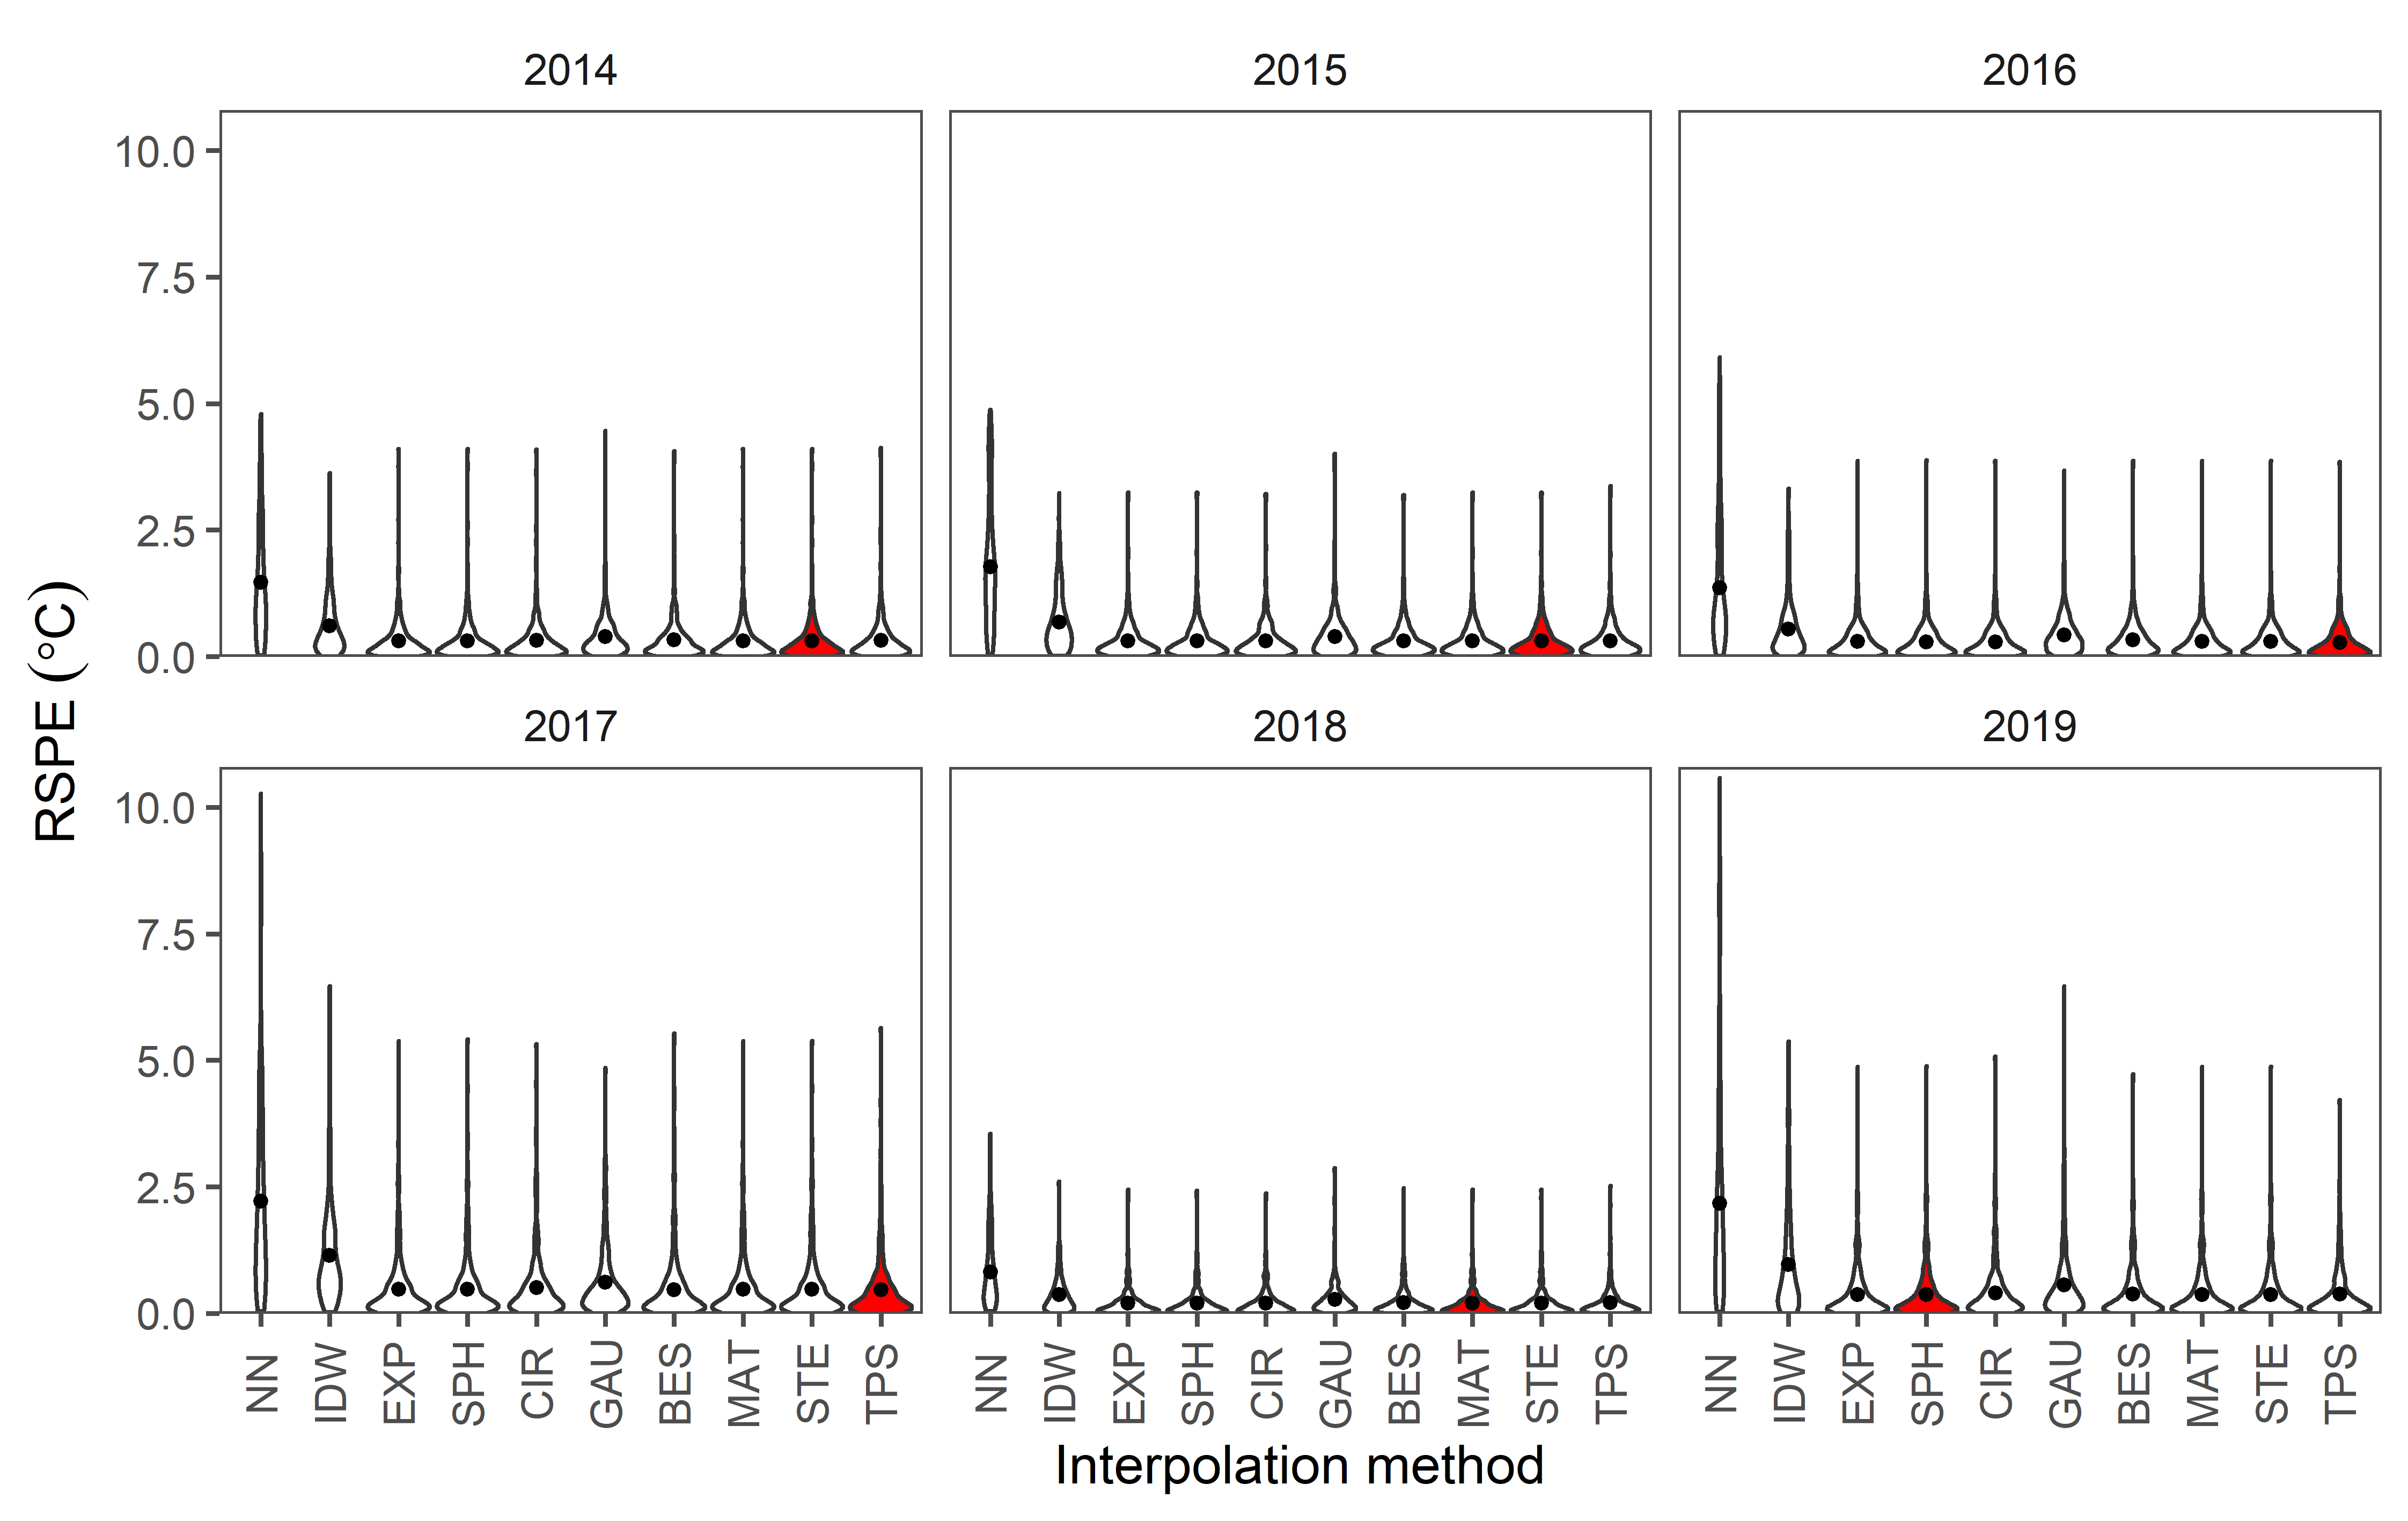 2014 2015 2016
10.0
7.5
5.0
2.5
0.0
RSPE (°C)
2017 2018 2019
10.0
7.5
5.0
2.5
0.0
NN IDW EXP SPH CIR GAU BES MAT STE TPS NN IDW EXP SPH CIR GAU BES MAT STE TPS NN IDW EXP SPH CIR GAU BES MAT STE TPS
Interpolation method